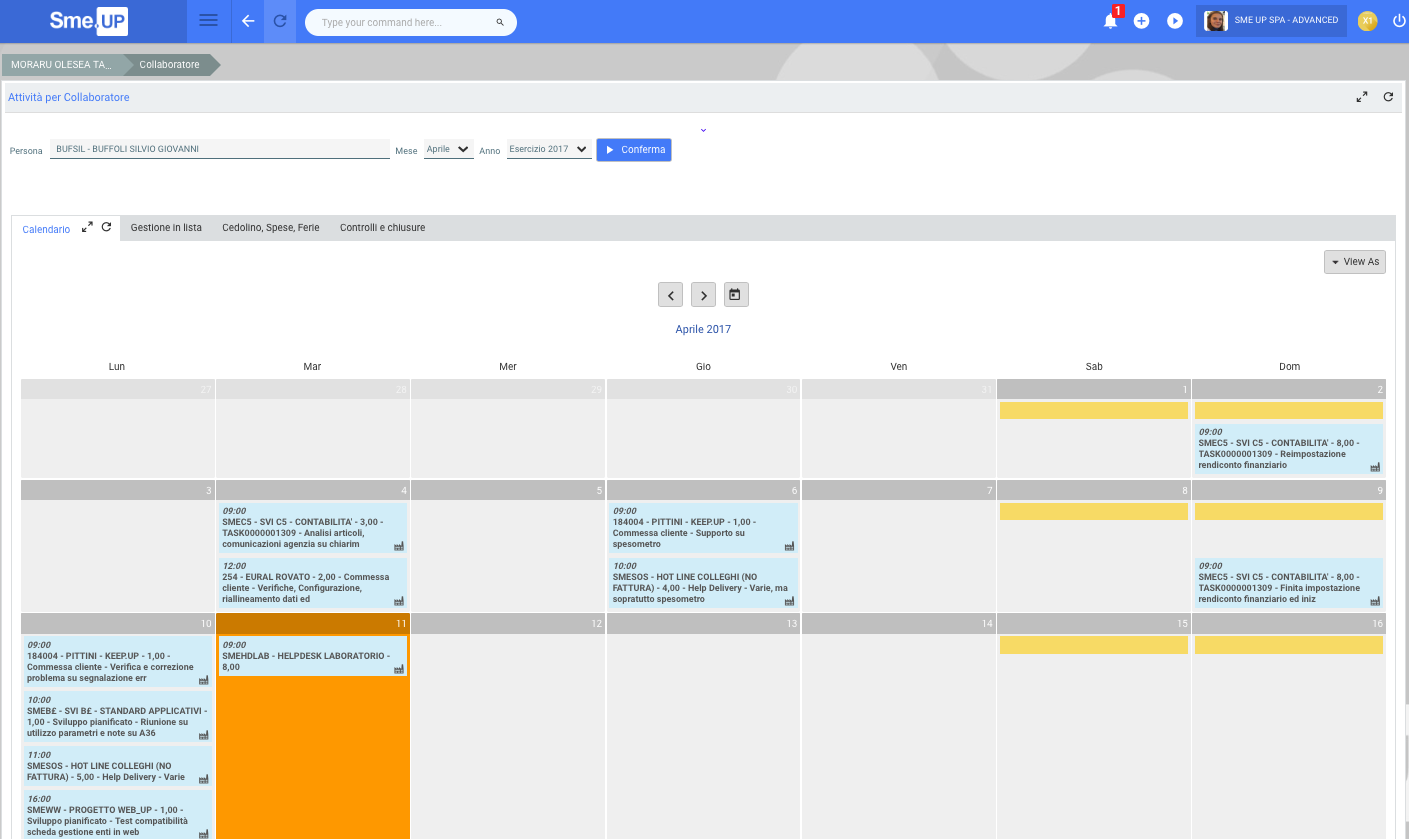 Sme.UP
Type your command here...
1
SME UP SPA - ADVANCED
X1
MORARU OLESEA TA...
Collaboratore
Attività per Collaboratore
Persona
BUFSIL - BUFFOLI SILVIO GIOVANNI
Mese
Aprile
Anno
Esercizio 2017
Conferma
Calendario
Gestione in lista
Cedolino, Spese, Ferie
Controlli e chiusure
View As
Aprile 2017
Lun
Mar
Mer
Gio
Ven
Sab
Dom
27
28
29
30
31
1
2
09:00
SMEC5 - SVI C5 - CONTABILITA' - 8,00 -
TASK0000001309 - Reimpostazione
rendiconto finanziario
3
4
5
6
7
8
9
09:00
SMEC5 - SVI C5 - CONTABILITA' - 3,00 -
TASK0000001309 - Analisi articoli,
comunicazioni agenzia su chiarim
12:00
254 - EURAL ROVATO - 2,00 - Commessa
cliente - Verifiche, Configurazione,
riallineamento dati ed
09:00
184004 - PITTINI - KEEP.UP - 1,00 -
Commessa cliente - Supporto su
spesometro
10:00
SMESOS - HOT LINE COLLEGHI (NO
FATTURA) - 4,00 - Help Delivery - Varie, ma
sopratutto spesometro
09:00
SMEC5 - SVI C5 - CONTABILITA' - 8,00 -
TASK0000001309 - Finita impostazione
rendiconto finanziario ed iniz
10
11
12
13
14
15
16
09:00
184004 - PITTINI - KEEP.UP - 1,00 -
Commessa cliente - Verifica e correzione
problema su segnalazione err
10:00
SMEB£ - SVI B£ - STANDARD APPLICATIVI -
1,00 - Sviluppo pianificato - Riunione su
utilizzo parametri e note su A36
11:00
SMESOS - HOT LINE COLLEGHI (NO
FATTURA) - 5,00 - Help Delivery - Varie
16:00
SMEWW - PROGETTO WEB_UP - 1,00 -
Sviluppo pianificato - Test compatibilità
scheda gestione enti in web
09:00
SMEHDLAB - HELPDESK LABORATORIO -
8,00